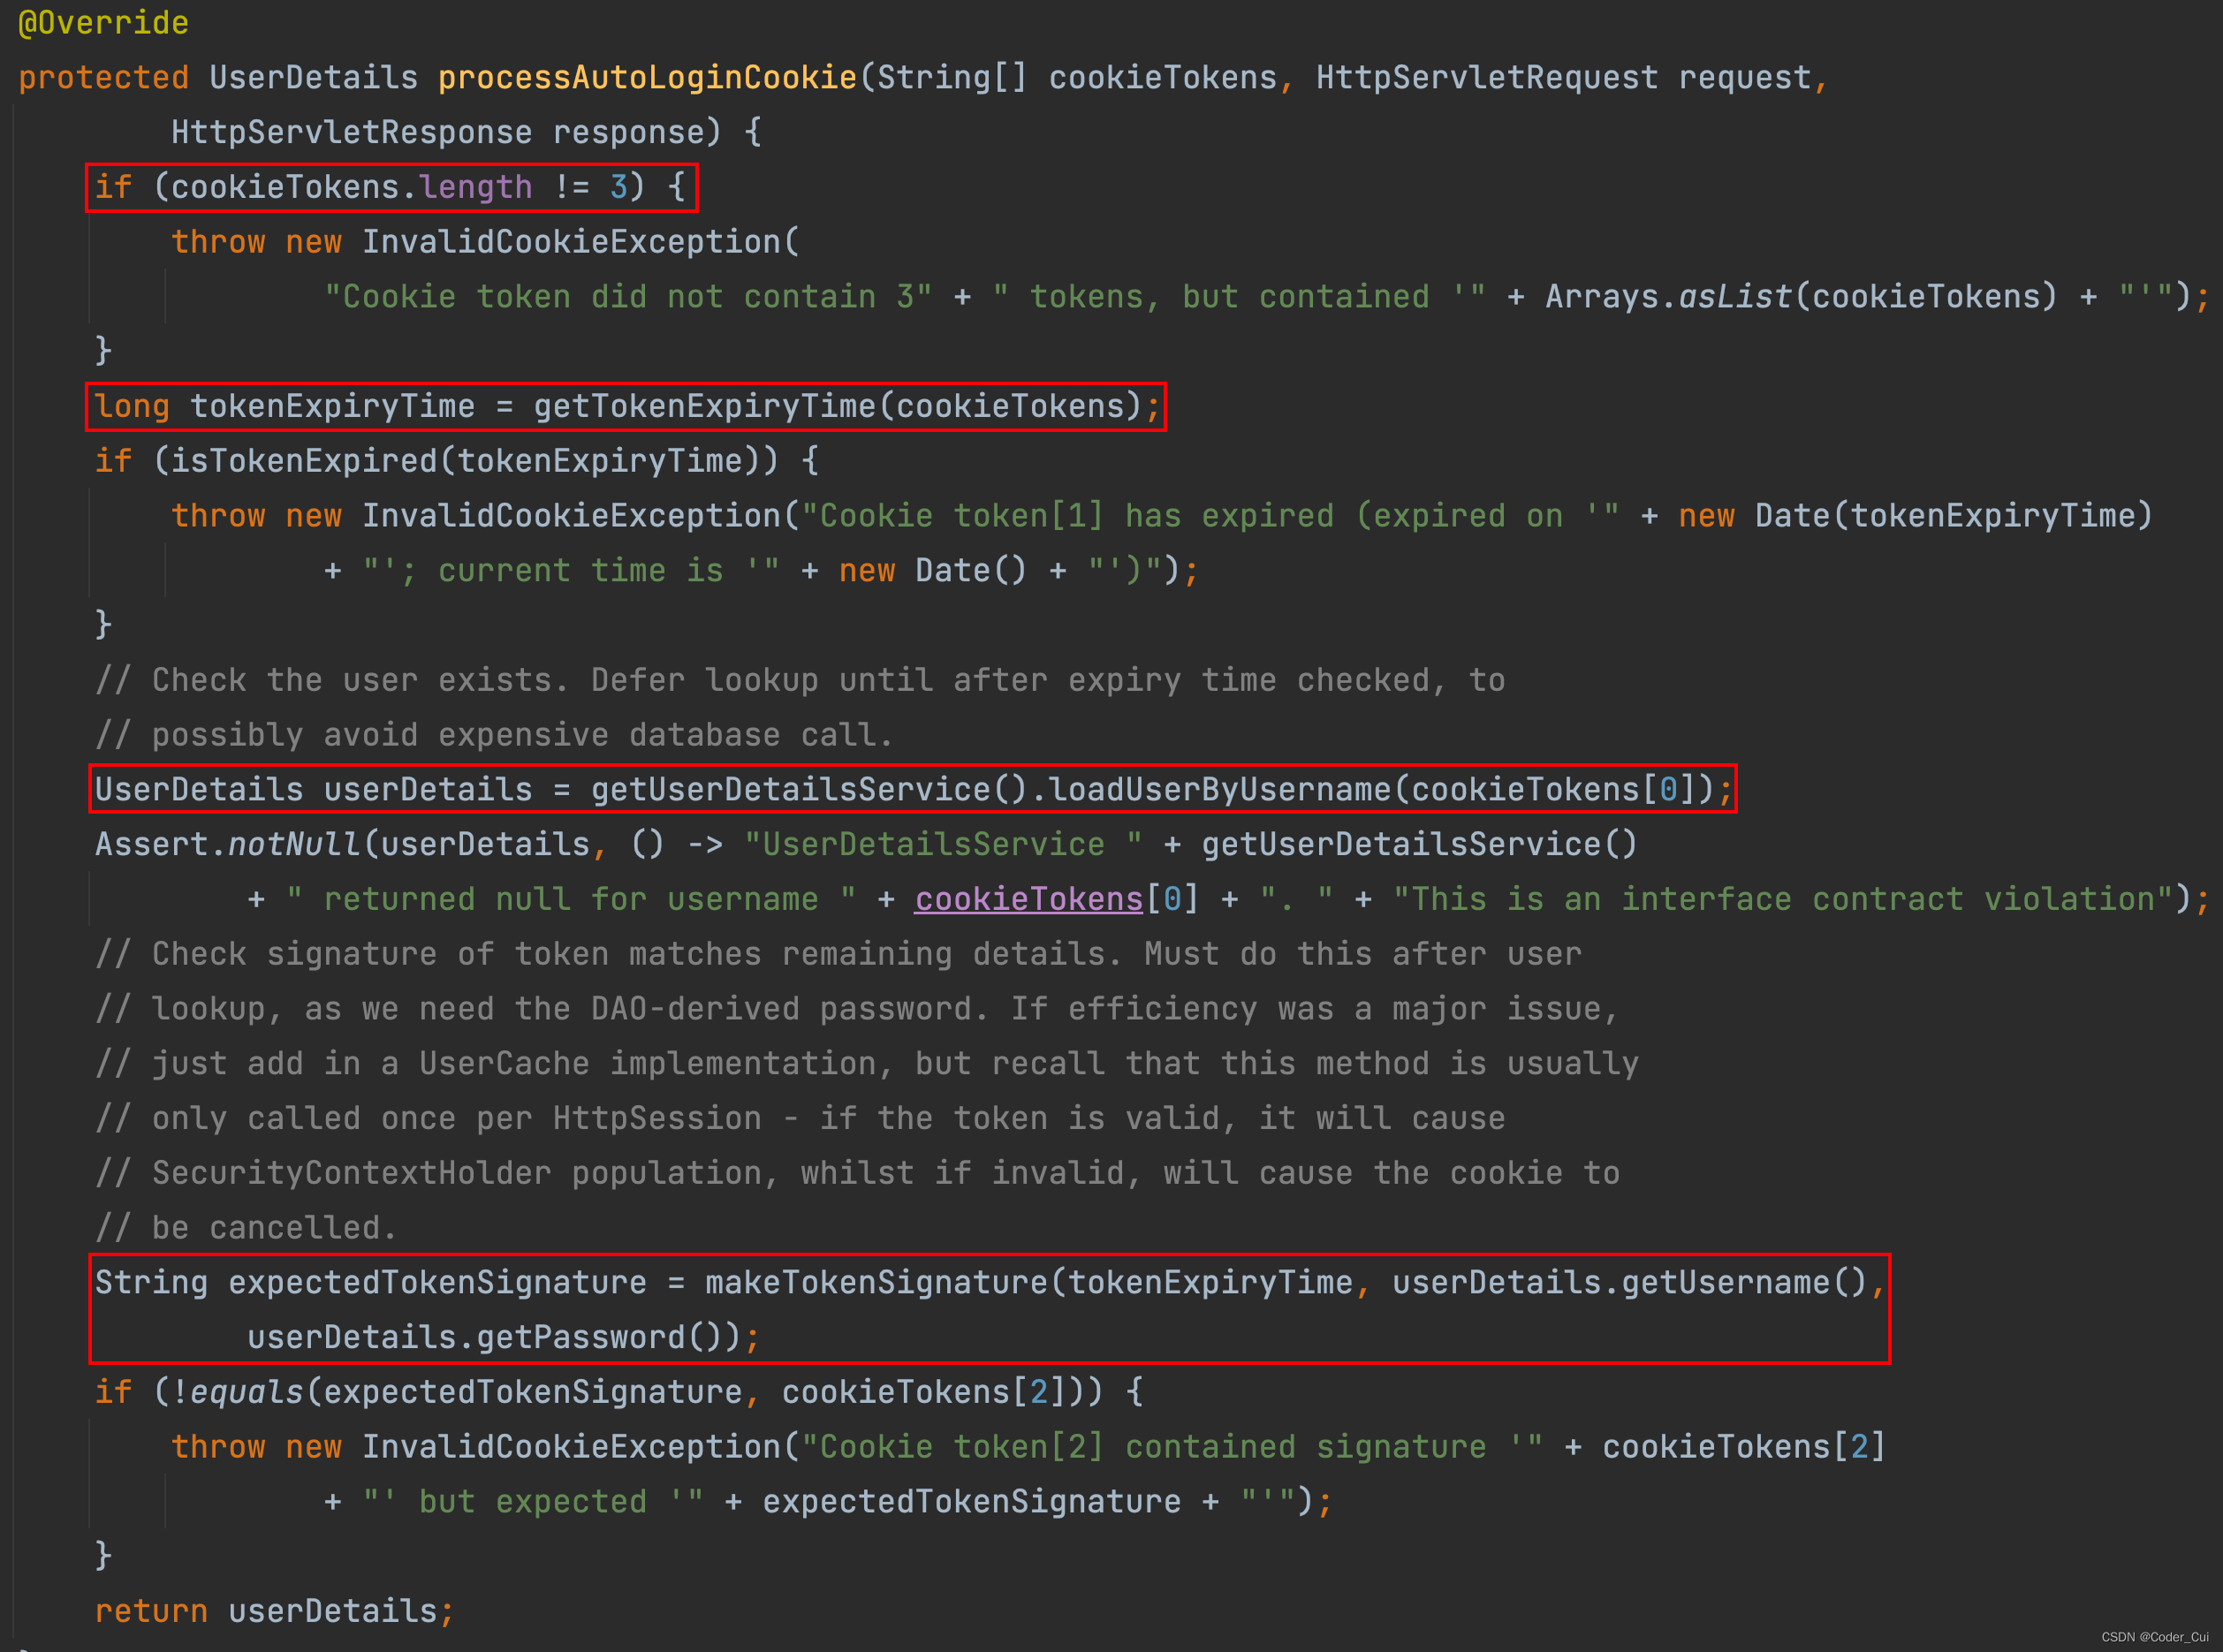 @Override
protected UserDetails processAutoLoginCookie(String[] cookieTokens, HttpServletRequest request,
        HttpServletResponse response) {
    if (cookieTokens.length != 3) {
        throw new InvalidCookieException(
                "Cookie token did not contain 3" + " tokens, but contained '" + Arrays.asList(cookieTokens) + "'");
    }
    long tokenExpiryTime = getTokenExpiryTime(cookieTokens);
    if (isTokenExpired(tokenExpiryTime)) {
        throw new InvalidCookieException("Cookie token[1] has expired (expired on '" + new Date(tokenExpiryTime)
                + "'; current time is '" + new Date() + "')");
    }
    // Check the user exists. Defer lookup until after expiry time checked, to
    // possibly avoid expensive database call.
    UserDetails userDetails = getUserDetailsService().loadUserByUsername(cookieTokens[0]);
    Assert.notNull(userDetails, () -> "UserDetailsService " + getUserDetailsService()
            + " returned null for username " + cookieTokens[0] + ". " + "This is an interface contract violation");
    // Check signature of token matches remaining details. Must do this after user
    // lookup, as we need the DAO-derived password. If efficiency was a major issue,
    // just add in a UserCache implementation, but recall that this method is usually
    // only called once per HttpSession - if the token is valid, it will cause
    // SecurityContextHolder population, whilst if invalid, will cause the cookie to
    // be cancelled.
    String expectedTokenSignature = makeTokenSignature(tokenExpiryTime, userDetails.getUsername(),
            userDetails.getPassword());
    if (!equals(expectedTokenSignature, cookieTokens[2])) {
        throw new InvalidCookieException("Cookie token[2] contained signature '" + cookieTokens[2]
                + "' but expected '" + expectedTokenSignature + "'");
    }
    return userDetails;
CSDN @Coder_Cui